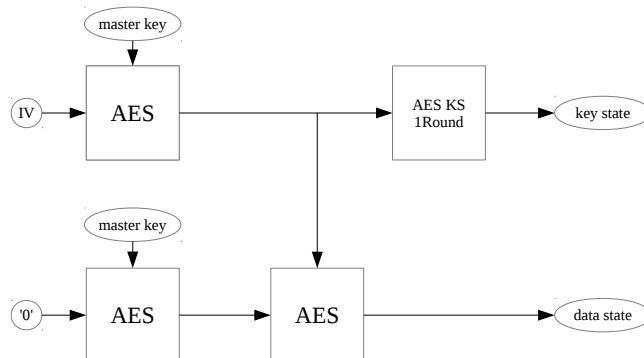 master key
IV
AES
AES KS
1Round
key state
master key
'0'
AES
AES
data state